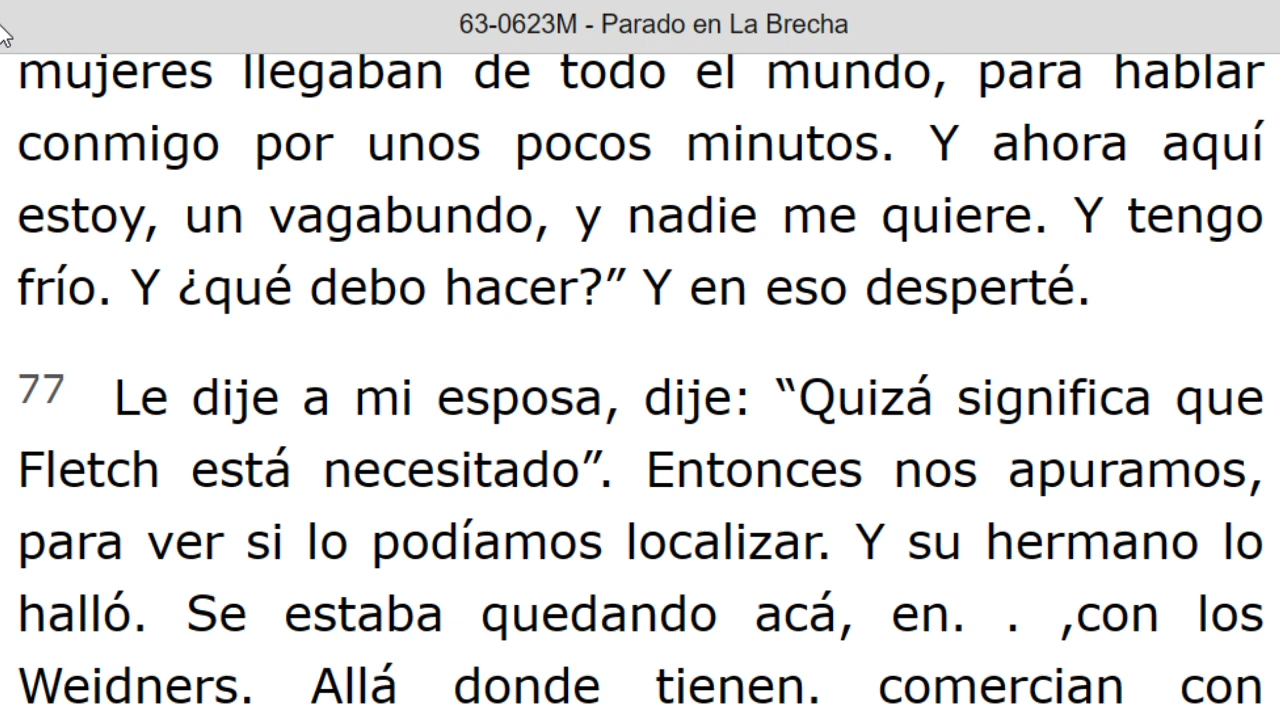 63-0623M - Parado en La Brecha
mujeres llegaban de todo el mundo, para hablar
conmigo por unos pocos minutos. Y ahora aquí
estoy, un vagabundo, y nadie me quiere. Y tengo
frío. Y ¿qué debo hacer?” Y en eso desperté.
77 Le dije a mi esposa, dije: “Quizá significa que
Fletch está necesitado”. Entonces nos apuramos,
para ver si lo podíamos localizar. Y su hermano lo
halló. Se estaba quedando acá, en. . ,con los
Weidners. Allá donde tienen. comercian con